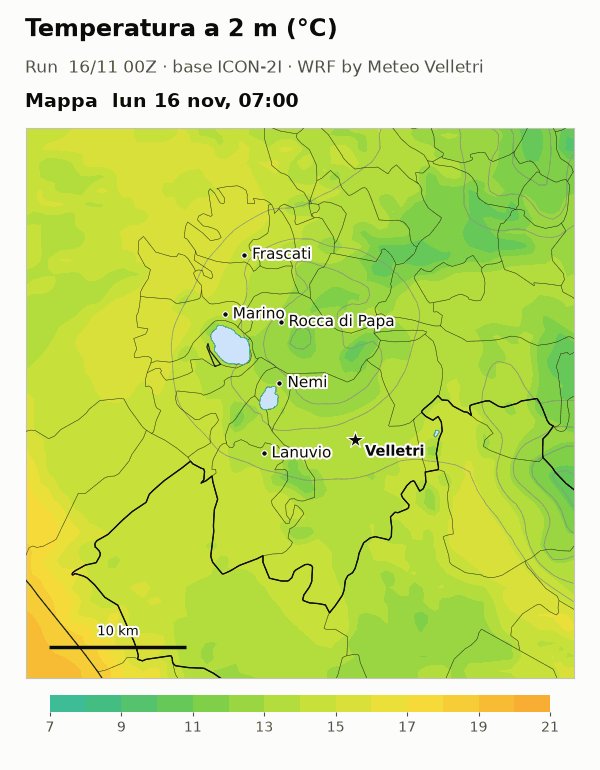 Temperatura a 2 m (°C)
Run  16/11 00Z · base ICON-2I · WRF by Meteo Velletri
Mappa  lun 16 nov, 07:00
Frascati
Marino
Rocca di Papa
Nemi
Velletri
Lanuvio
10 km
7 9 11 13 15 17 19 21